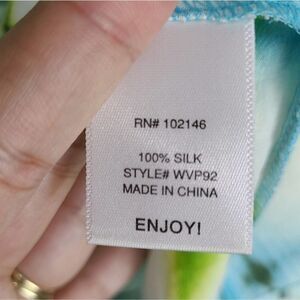 RN# 102146
100% SILK
STYLE# WVP92
MADE IN CHINA
ENJOY!